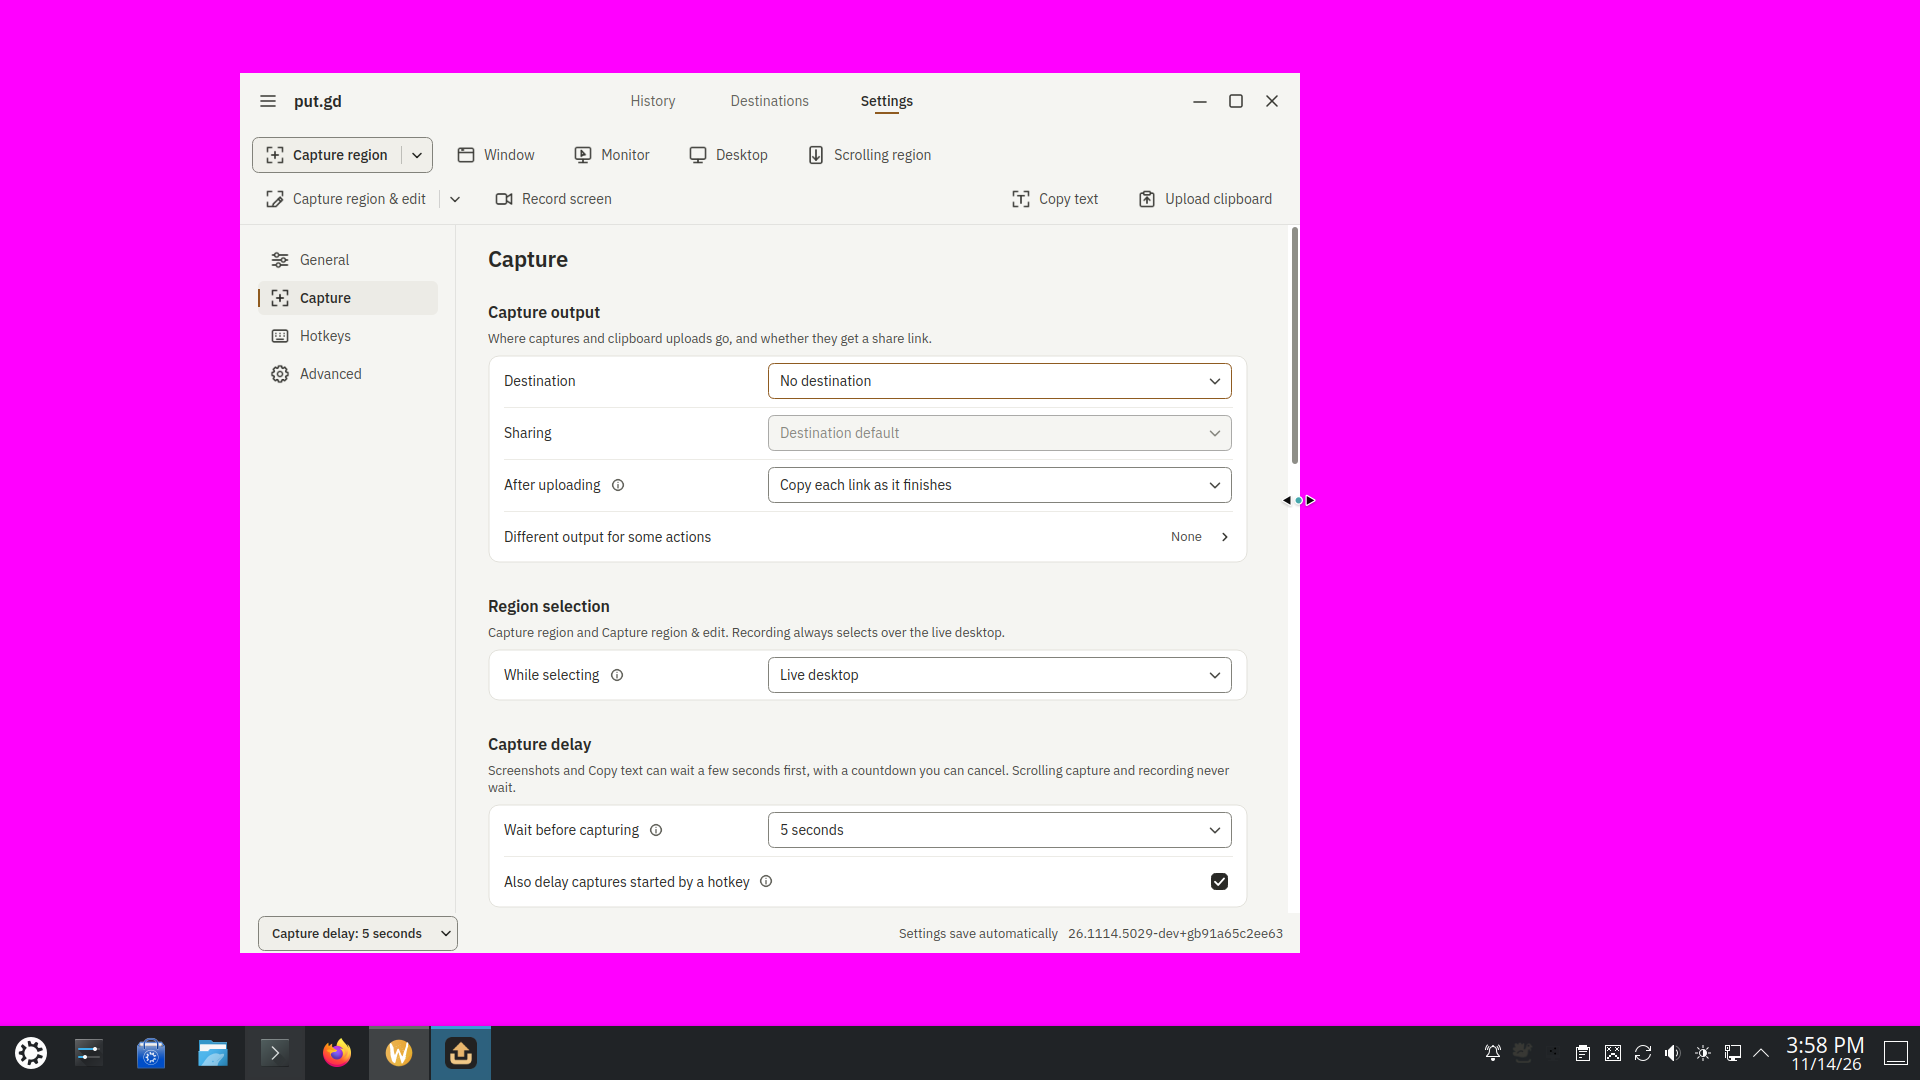 put.gd
History
Destinations
Settings
Capture region
Window
Monitor
Desktop
Scrolling region
Capture region & edit
Record screen
Copy text
Upload clipboard
General
Capture
Hotkeys
Advanced
Capture
Capture output
Where captures and clipboard uploads go, and whether they get a share link.
Destination
No destination
Sharing
Destination default
After uploading
Copy each link as it finishes
Different output for some actions
None
Region selection
Capture region and Capture region & edit. Recording always selects over the live desktop.
While selecting
Live desktop
Capture delay
Screenshots and Copy text can wait a few seconds first, with a countdown you can cancel. Scrolling capture and recording never
wait.
Wait before capturing
5 seconds
Also delay captures started by a hotkey
Capture delay: 5 seconds
Settings save automatically
26.1114.5029-dev+gb91a65c2ee63
3:58 PM
11/14/26